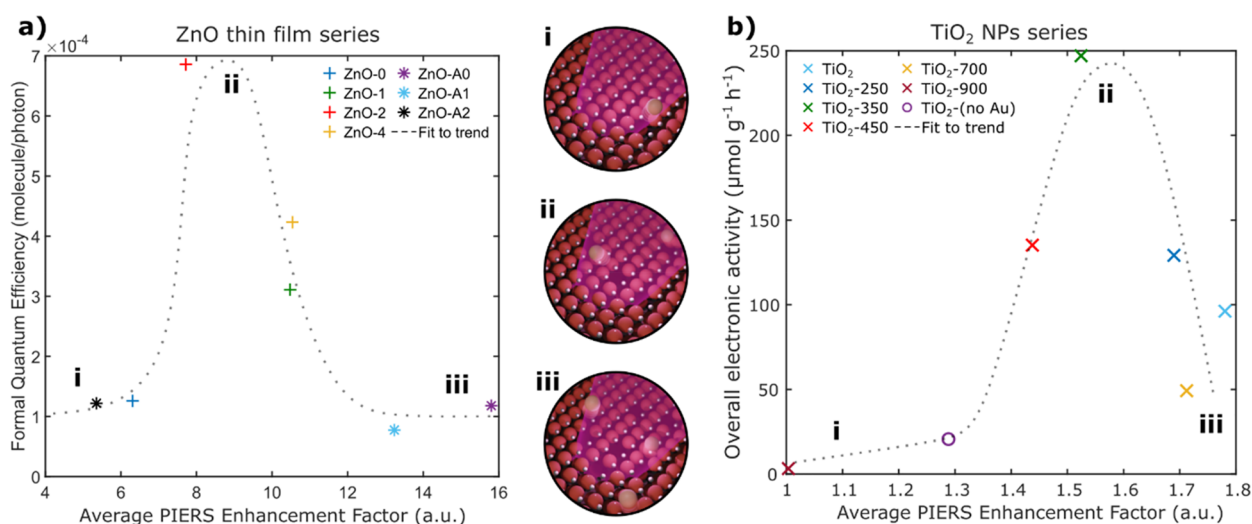 a)
ZnO thin film series
×10⁻⁴
7
6
5
4
3
2
1
0
4 6 8 10 12 14 16
Formal Quantum Efficiency (molecule/photon)
Average PIERS Enhancement Factor (a.u.)
ZnO-0 ZnO-A0
ZnO-1 ZnO-A1
ZnO-2 ZnO-A2
ZnO-4 Fit to trend
i
ii
iii
i
ii
iii
b)
TiO₂ NPs series
250
200
150
100
50
0
1 1.1 1.2 1.3 1.4 1.5 1.6 1.7 1.8
Overall electronic activity (µmol g⁻¹ h⁻¹)
Average PIERS Enhancement Factor (a.u.)
TiO₂ TiO₂-700
TiO₂-250 TiO₂-900
TiO₂-350 TiO₂-(no Au)
TiO₂-450 Fit to trend
i
ii
iii